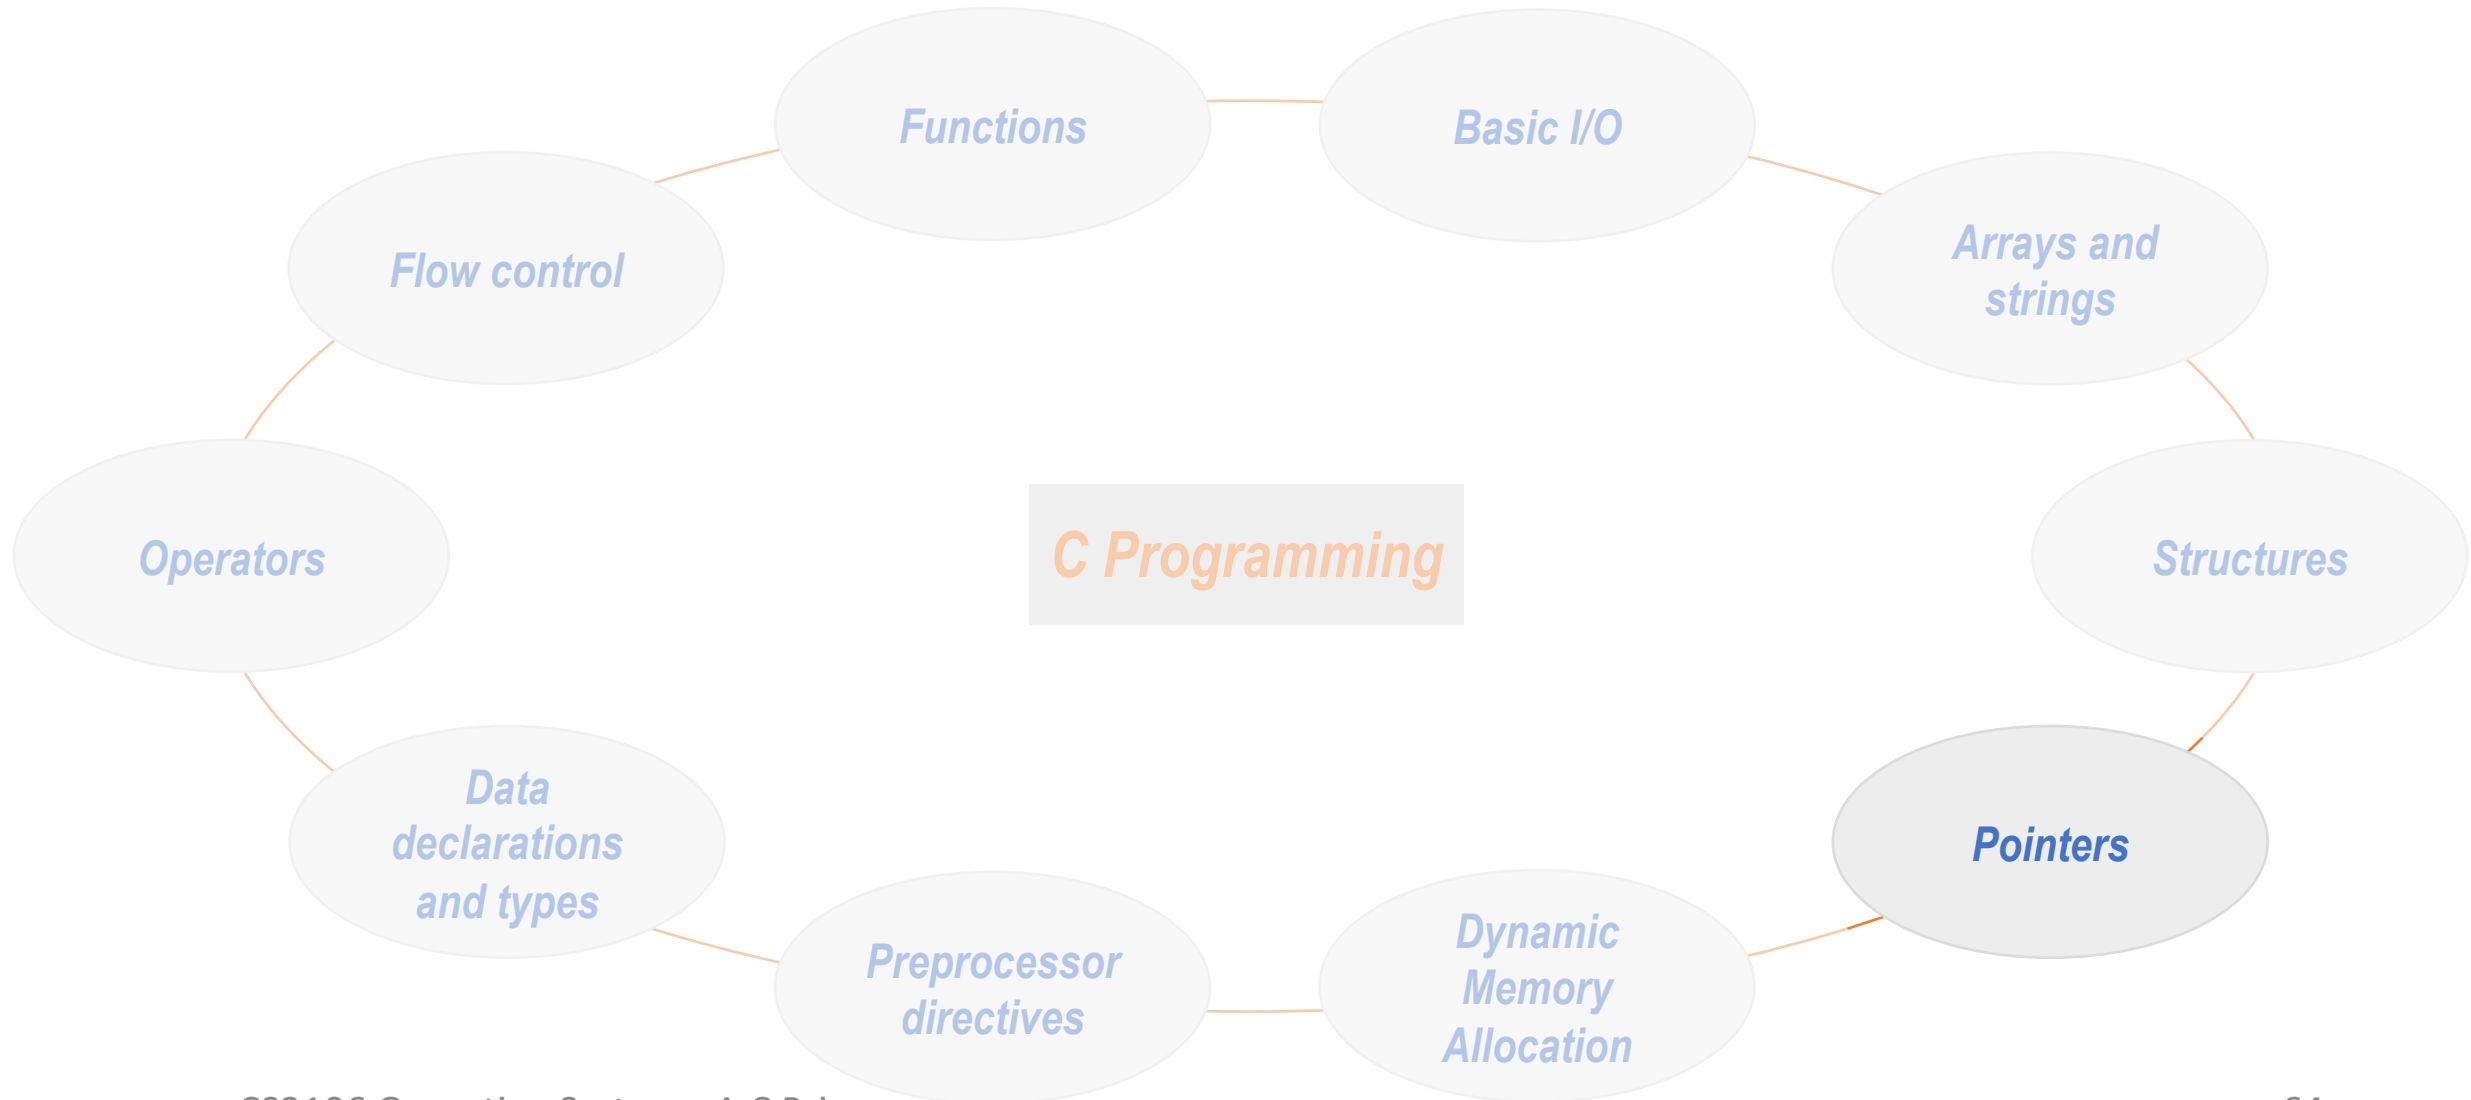 Functions
Basic I/O
Flow control
Arrays and
strings
Operators
C Programming
Structures
Data
declarations
and types
Pointers
Preprocessor
directives
Dynamic
Memory
Allocation